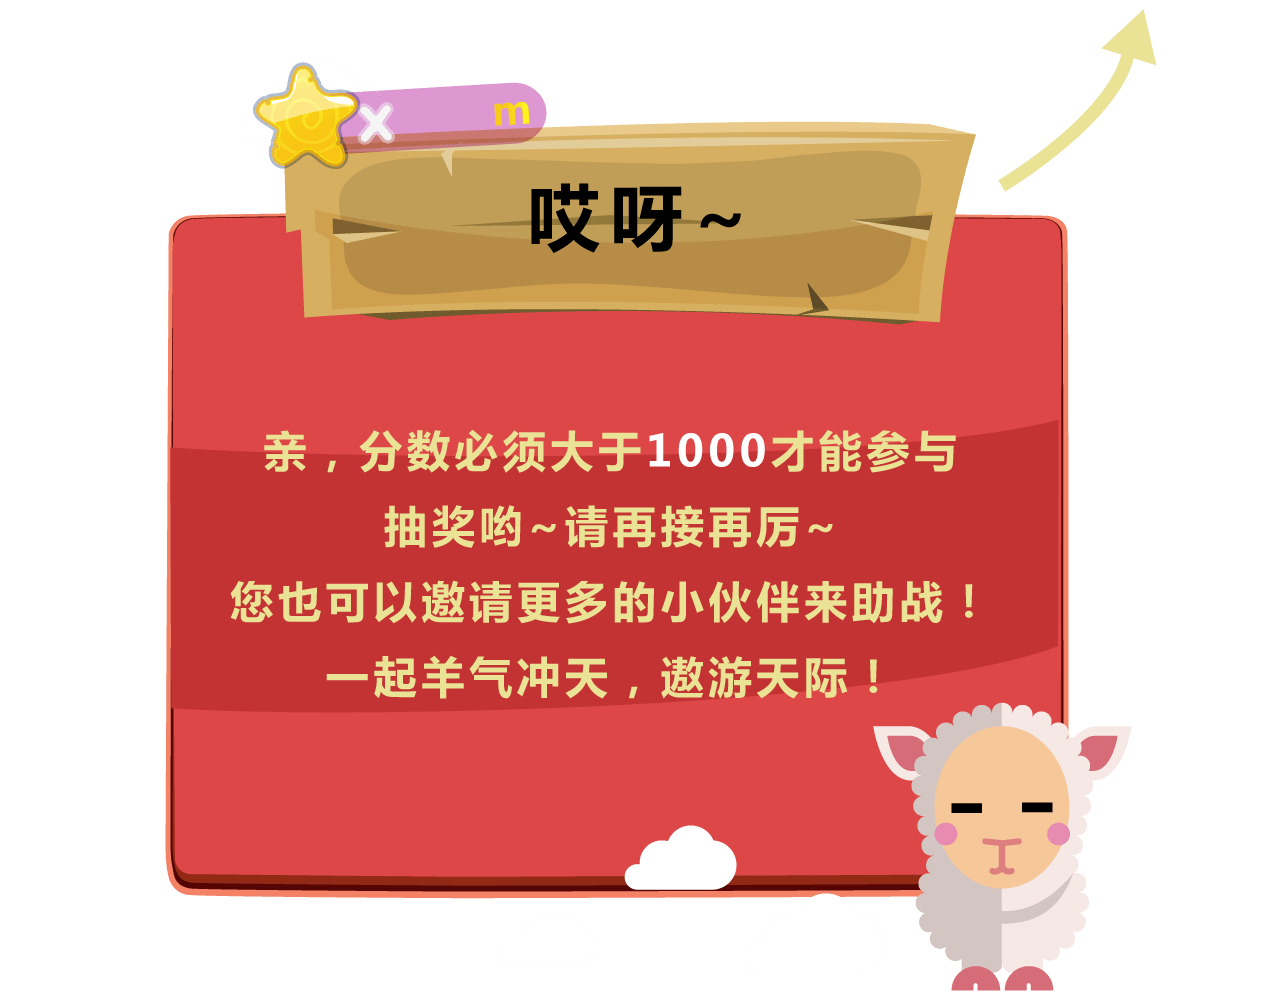 x m
哎呀~
亲，分数必须大于1000才能参与
抽奖哟~请再接再厉~
您也可以邀请更多的小伙伴来助战！
一起羊气冲天，遨游天际！